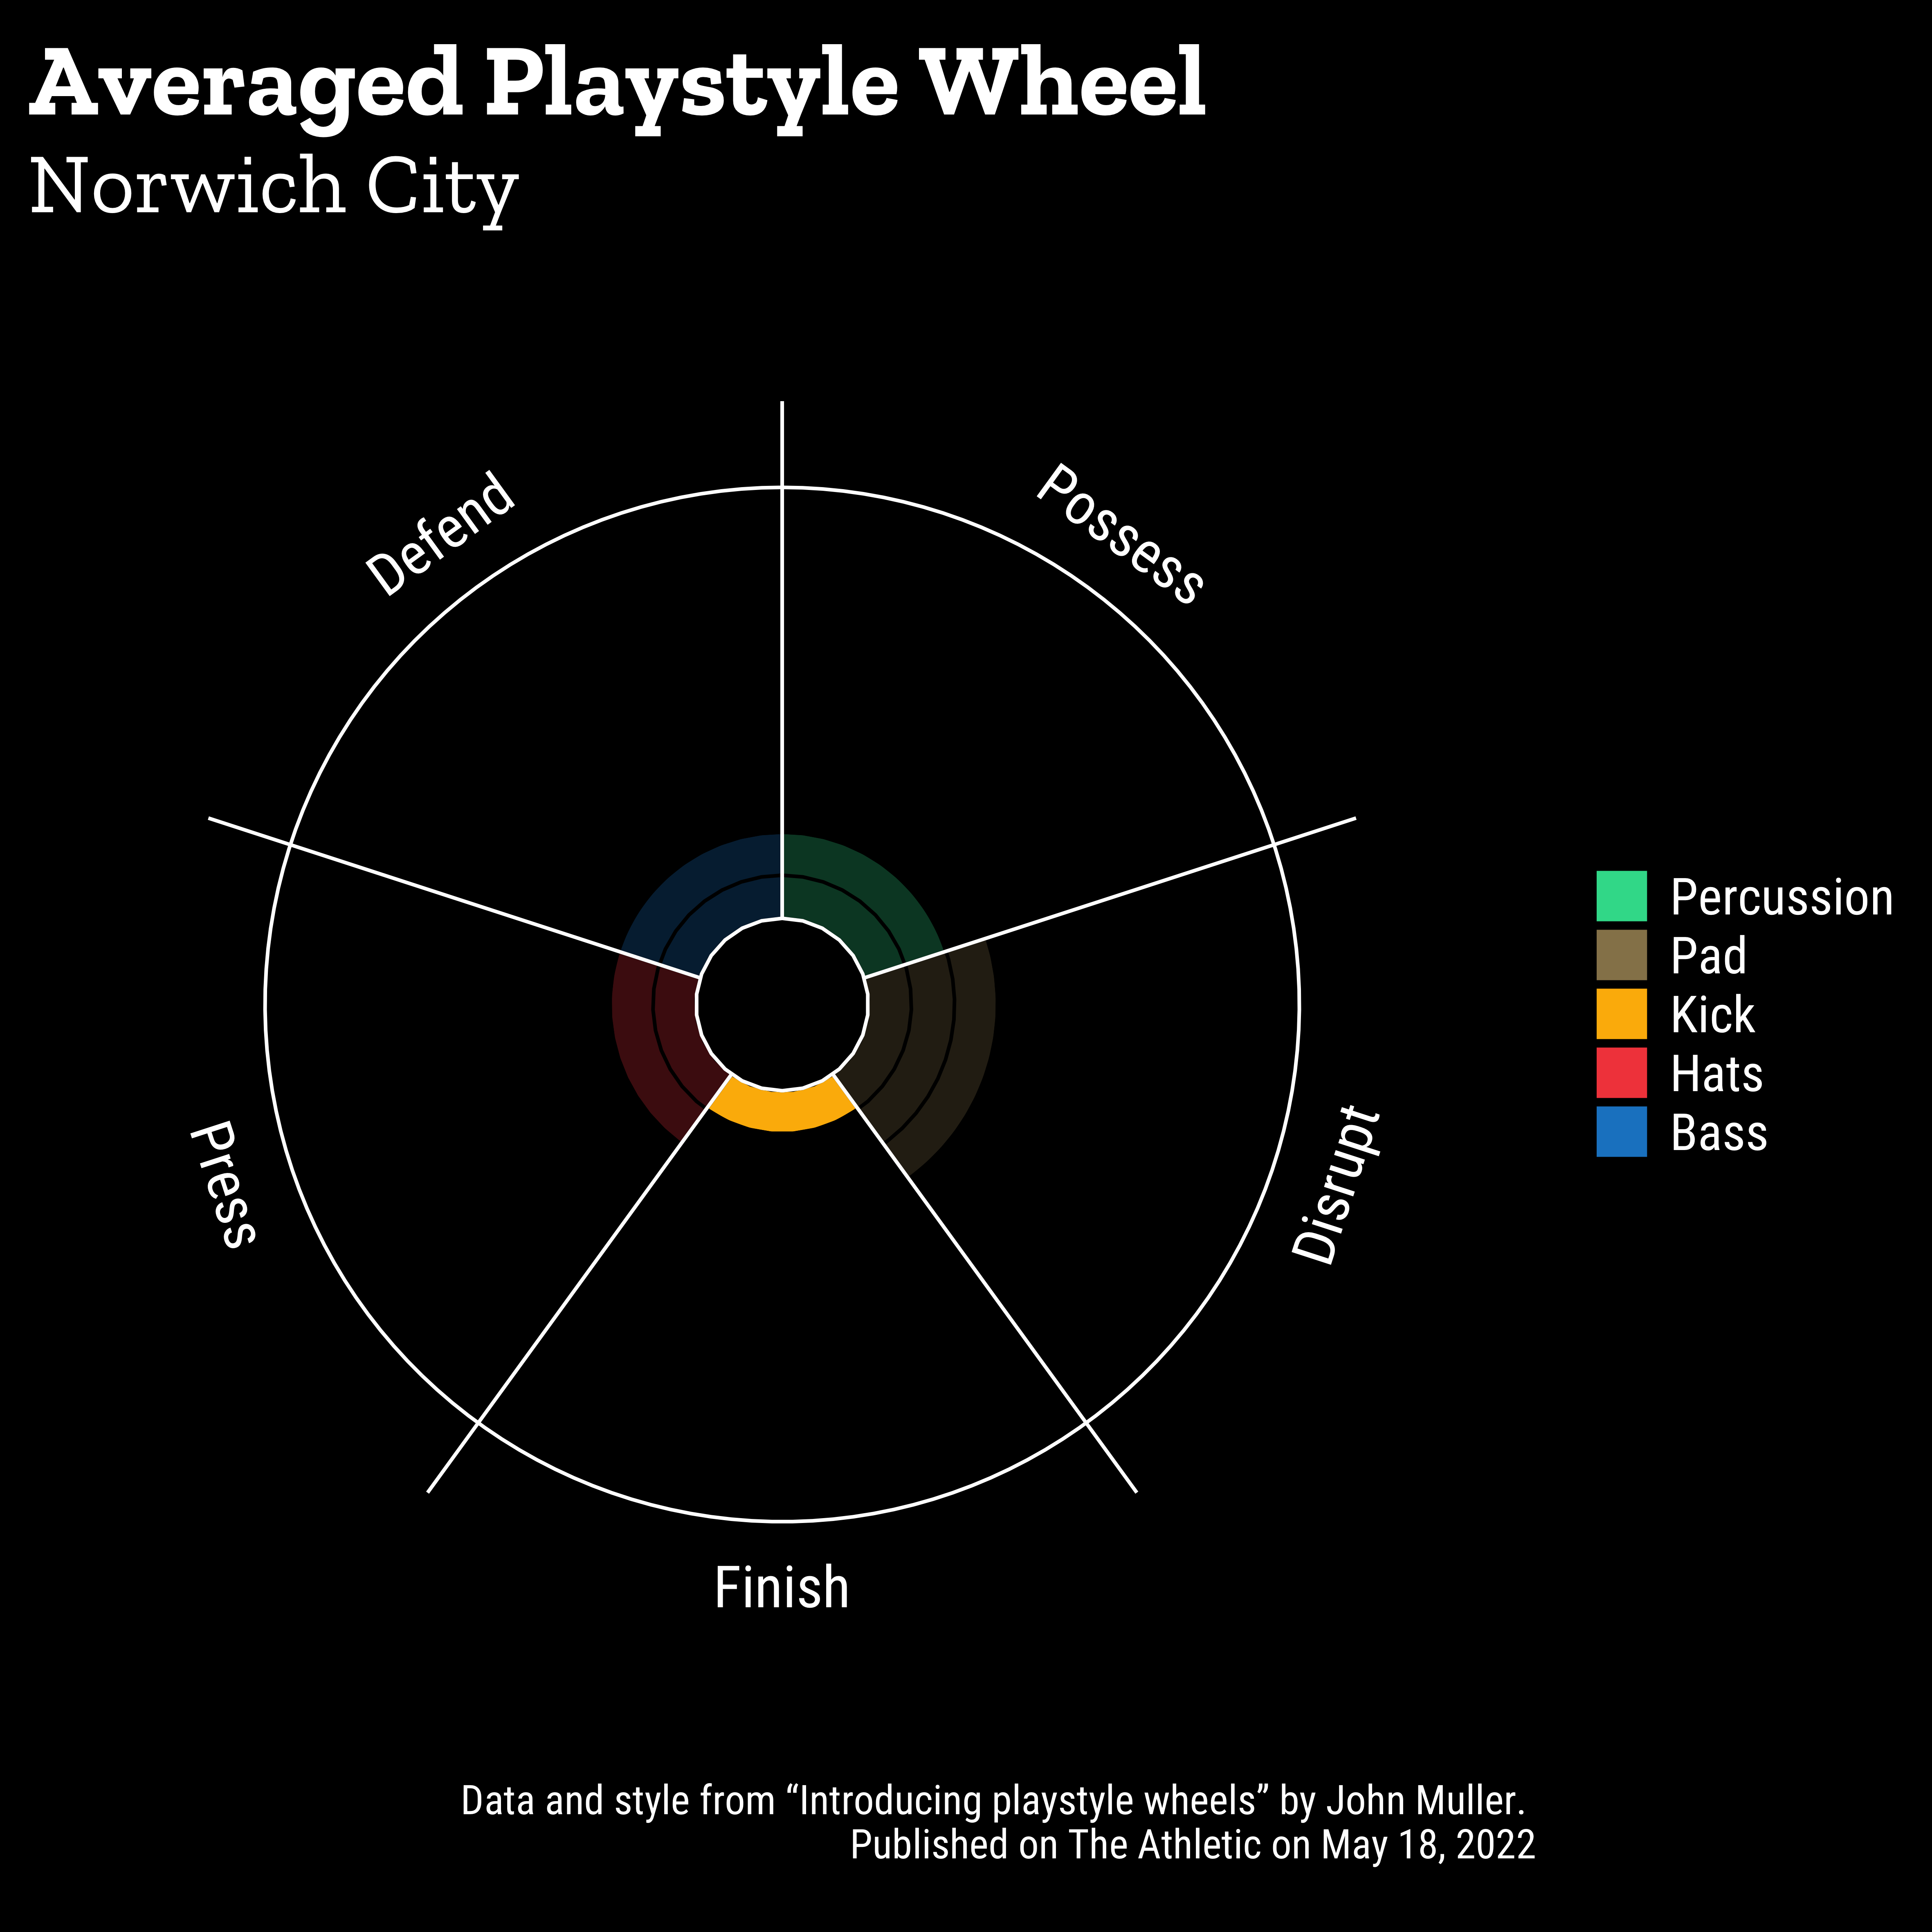 Averaged Playstyle Wheel
Norwich City
Defend
Possess
Press
Disrupt
Finish
Percussion
Pad
Kick
Hats
Bass
Data and style from “Introducing playstyle wheels” by John Muller.
Published on The Athletic on May 18, 2022